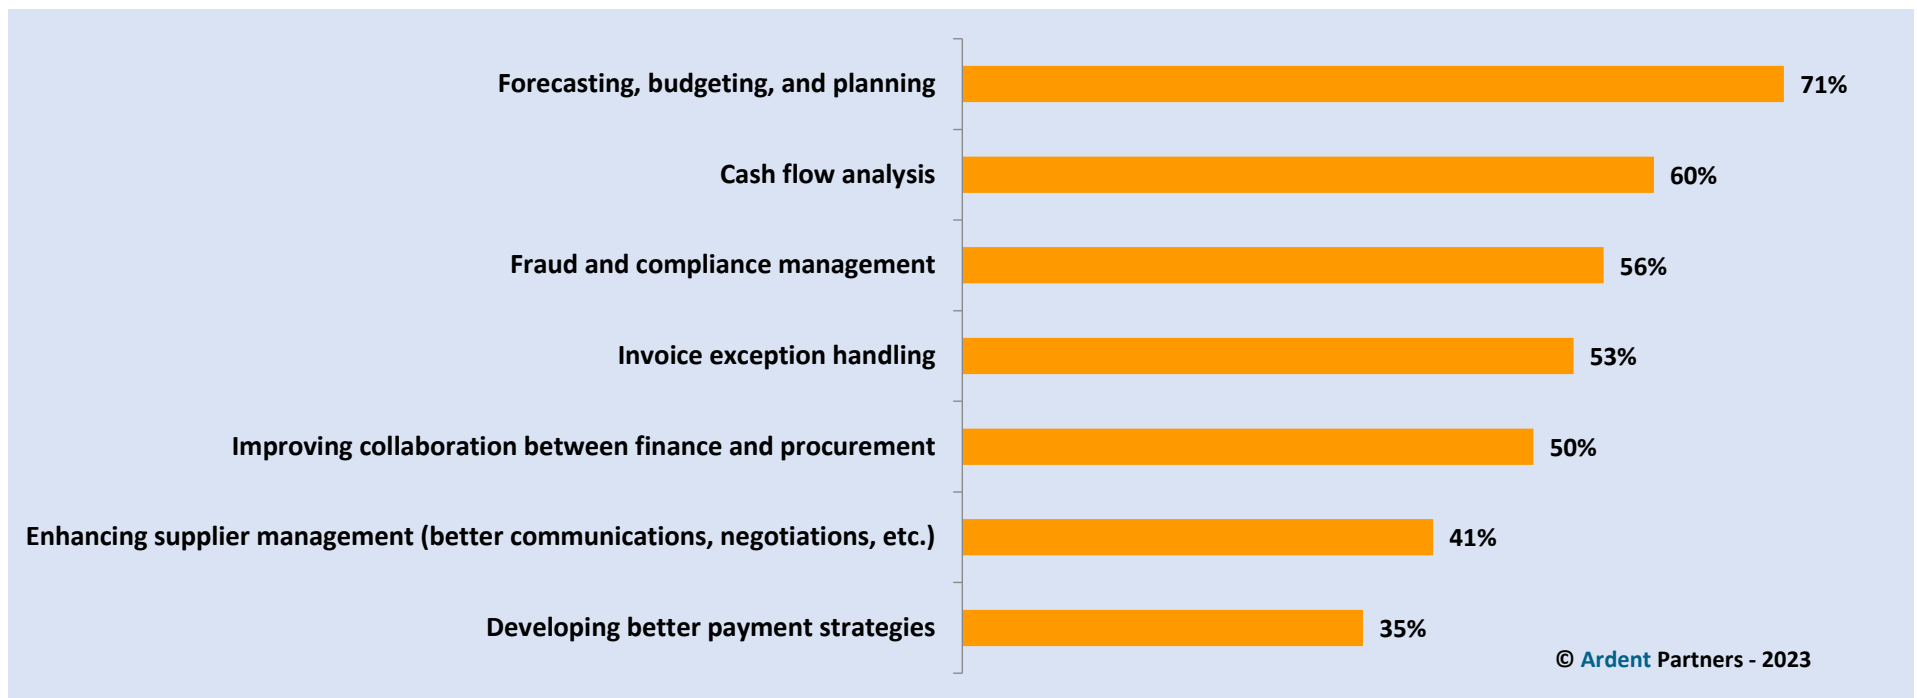 Forecasting, budgeting, and planning 71%
Cash flow analysis 60%
Fraud and compliance management 56%
Invoice exception handling 53%
Improving collaboration between finance and procurement 50%
Enhancing supplier management (better communications, negotiations, etc.) 41%
Developing better payment strategies 35%
© Ardent Partners - 2023